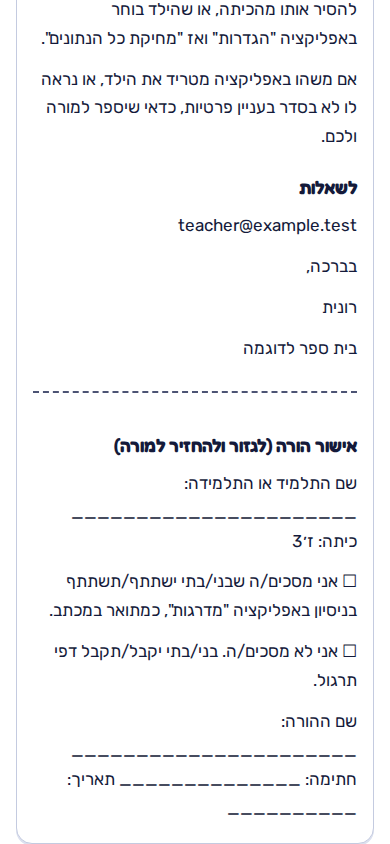 להסיר אותו מהכיתה, או שהילד בוחר
באפליקציה "הגדרות" ואז "מחיקת כל הנתונים".
אם משהו באפליקציה מטריד את הילד, או נראה
לו לא בסדר בעניין פרטיות, כדאי שיספר למורה
ולכם.
לשאלות
teacher@example.test
בברכה,
רונית
בית ספר לדוגמה
אישור הורה (לגזור ולהחזיר למורה)
שם התלמיד או התלמידה:
______________________
כיתה: ז'3
☐ אני מסכים/ה שבני/בתי ישתתף/תשתתף
בניסיון באפליקציה "מדרגות", כמתואר במכתב.
☐ אני לא מסכים/ה. בני/בתי יקבל/תקבל דפי
תרגול.
שם ההורה:
______________________
חתימה: ______________ תאריך:
__________